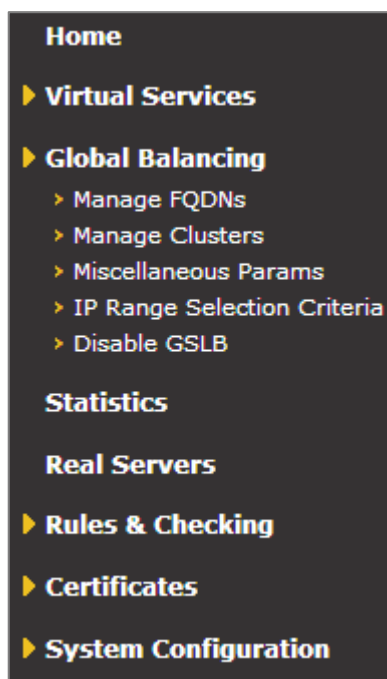 Home
Virtual Services
Global Balancing
Manage FQDNs
Manage Clusters
Miscellaneous Params
IP Range Selection Criteria
Disable GSLB
Statistics
Real Servers
Rules & Checking
Certificates
System Configuration